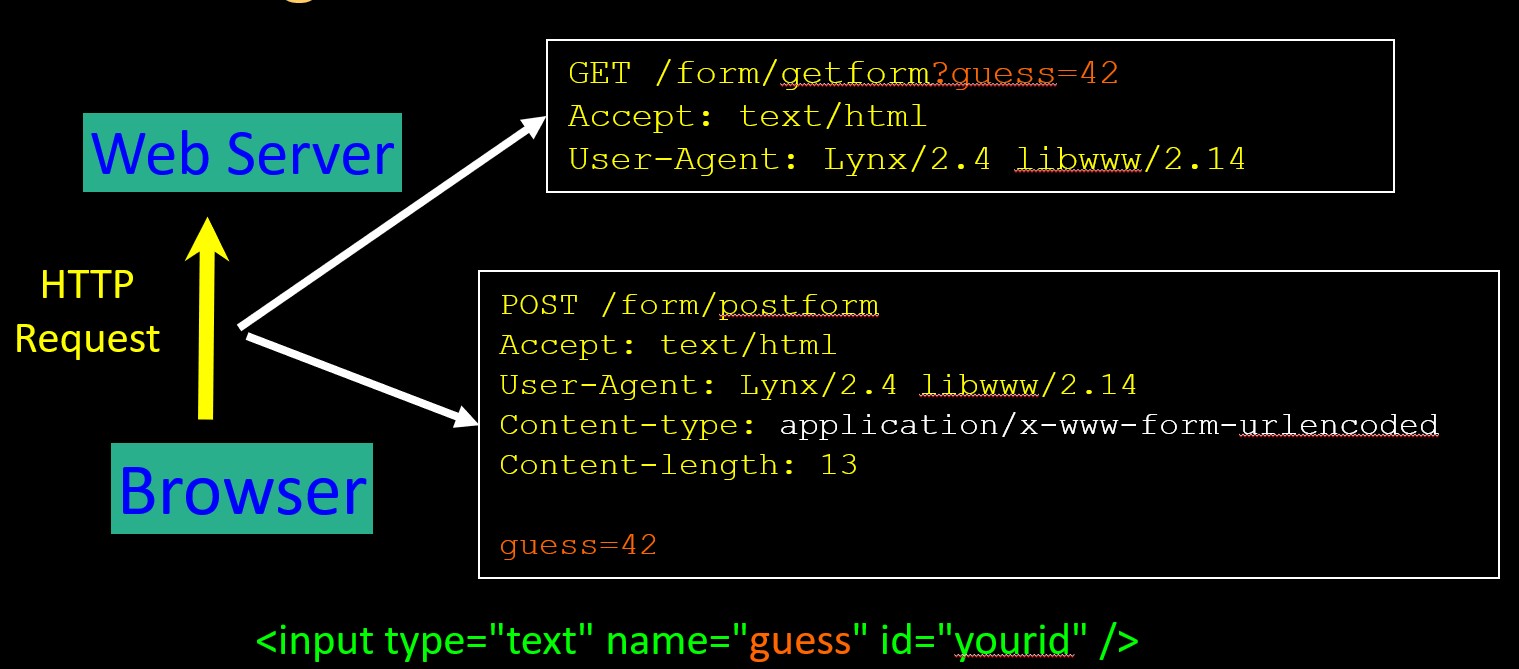 Web Server
HTTP
Request
Browser
GET /form/getform?guess=42
Accept: text/html
User-Agent: Lynx/2.4 libwww/2.14
POST /form/postform
Accept: text/html
User-Agent: Lynx/2.4 libwww/2.14
Content-type: application/x-www-form-urlencoded
Content-length: 13

guess=42
<input type="text" name="guess" id="yourid" />